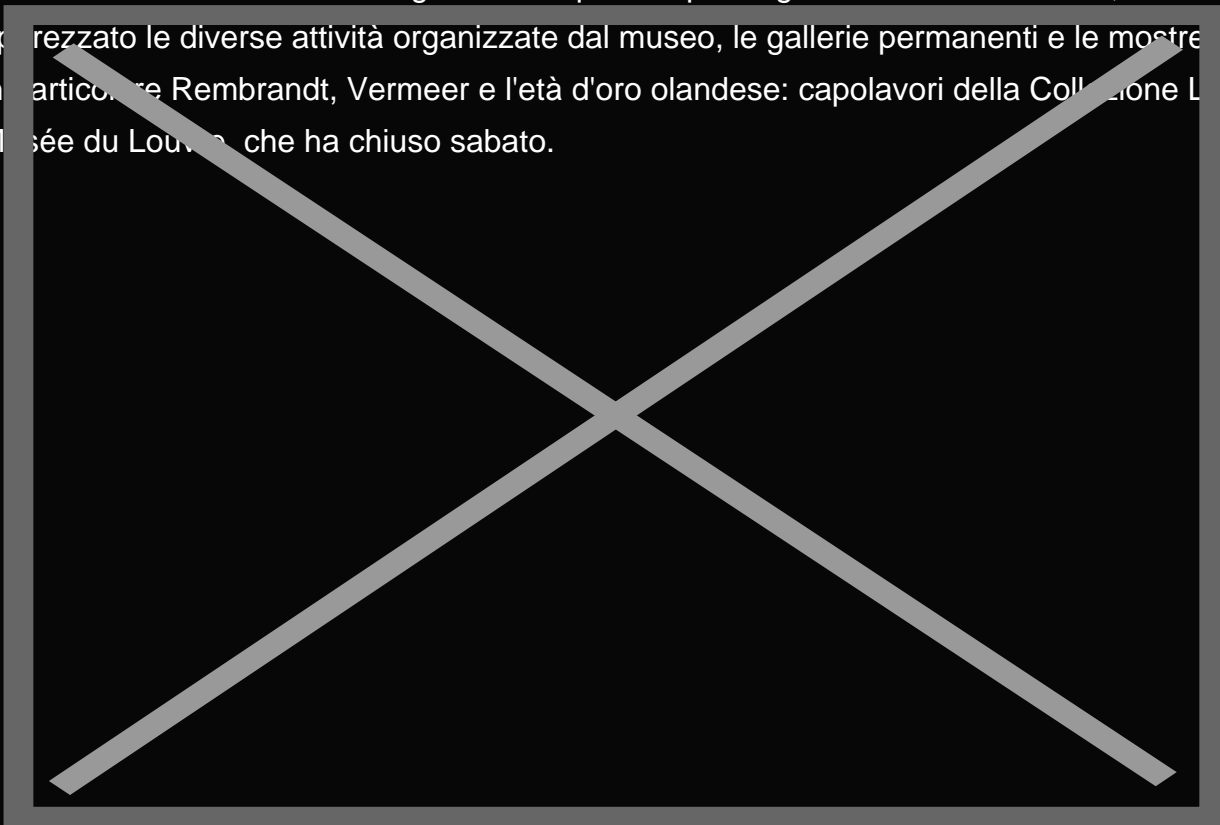 le diverse attività organizzate dal museo, le gallerie permanenti e le mostre
Rembrandt, Vermeer e l'età d'oro olandese: capolavori della
du che ha chiuso sabato.